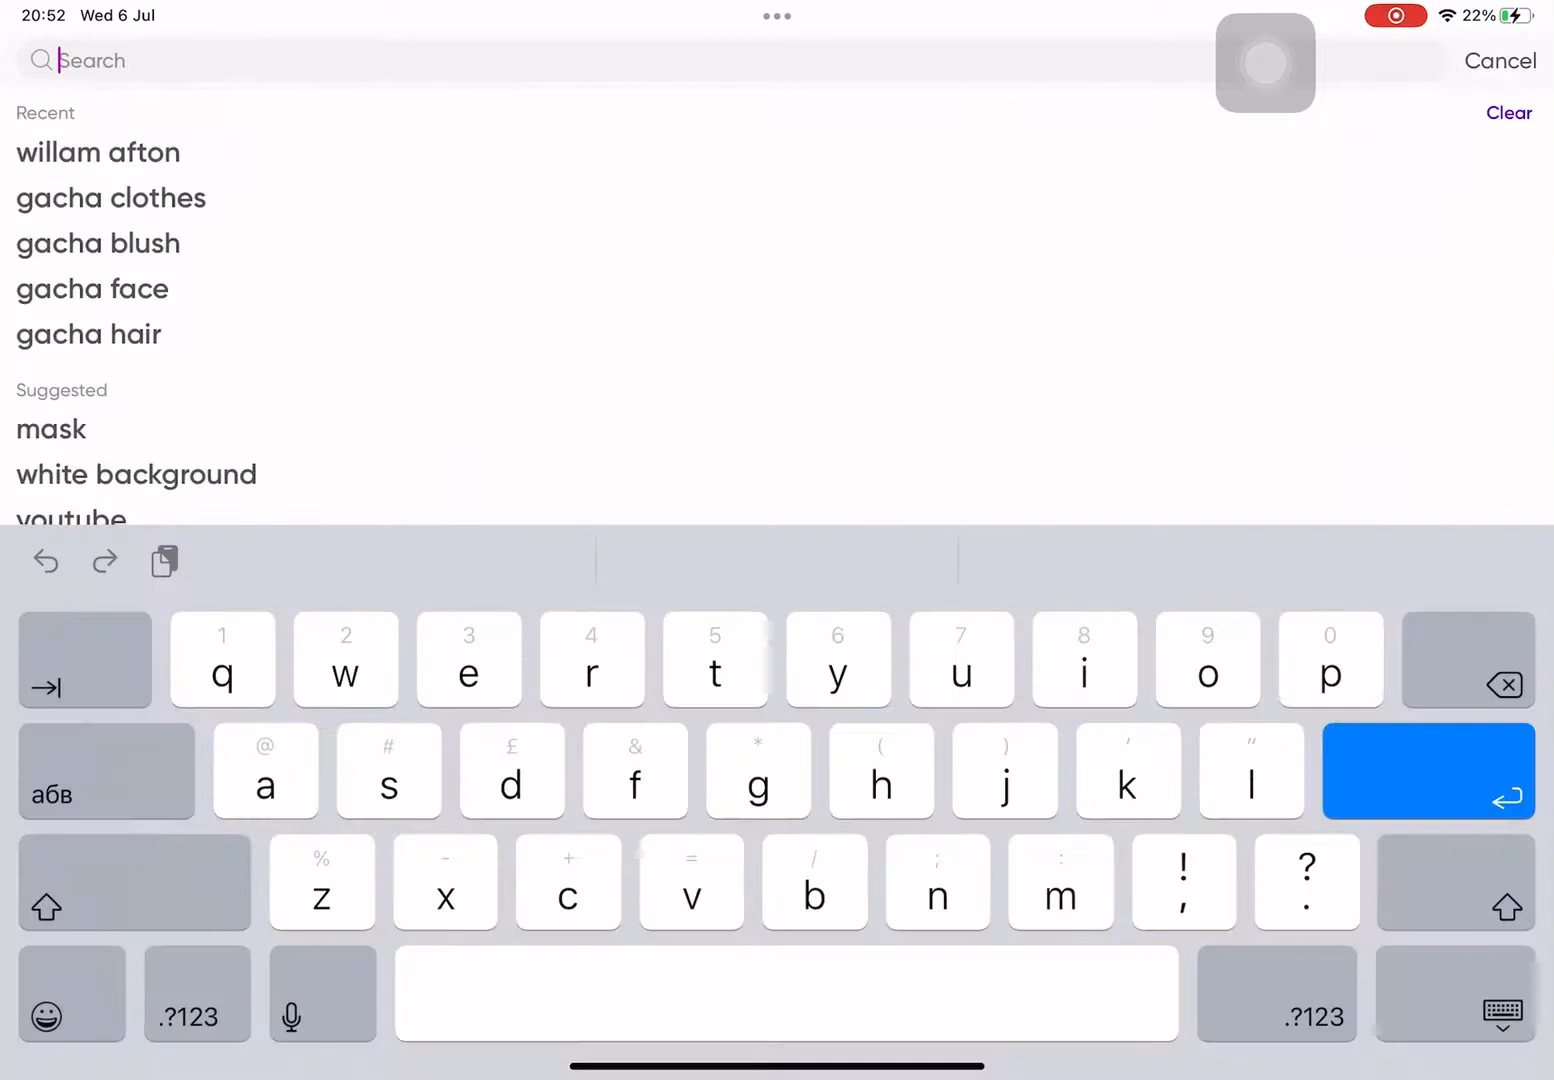 20:52 Wed 6 Jul 22%
Search Cancel
Recent Clear
willam afton
gacha clothes
gacha blush
gacha face
gacha hair
Suggested
mask
white background
youtube
1 2 3 4 5 6 7 8 9 0
q w e r t y u i o p
@ # £ & * ( ) ' "
a s d f g h j k l
абв
% - + = / ; : ! ?
z x c v b n m , .
.?123 .?123